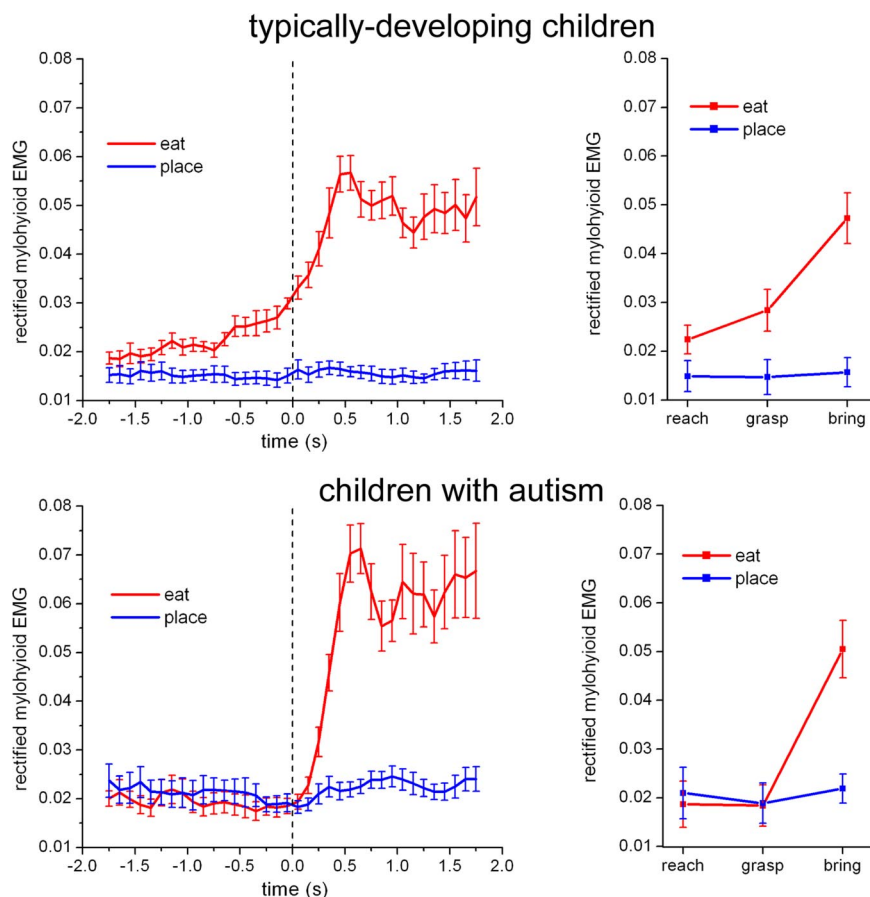 typically-developing children
rectified mylohyioid EMG
0.08
0.07
0.06
0.05
0.04
0.03
0.02
0.01
eat
place
-2.0 -1.5 -1.0 -0.5 0.0 0.5 1.0 1.5 2.0
time (s)
rectified mylohyioid EMG
0.08
0.07
0.06
0.05
0.04
0.03
0.02
0.01
eat
place
reach grasp bring
children with autism
rectified mylohyioid EMG
0.08
0.07
0.06
0.05
0.04
0.03
0.02
0.01
eat
place
-2.0 -1.5 -1.0 -0.5 0.0 0.5 1.0 1.5 2.0
time (s)
rectified mylohyioid EMG
0.08
0.07
0.06
0.05
0.04
0.03
0.02
0.01
eat
place
reach grasp bring